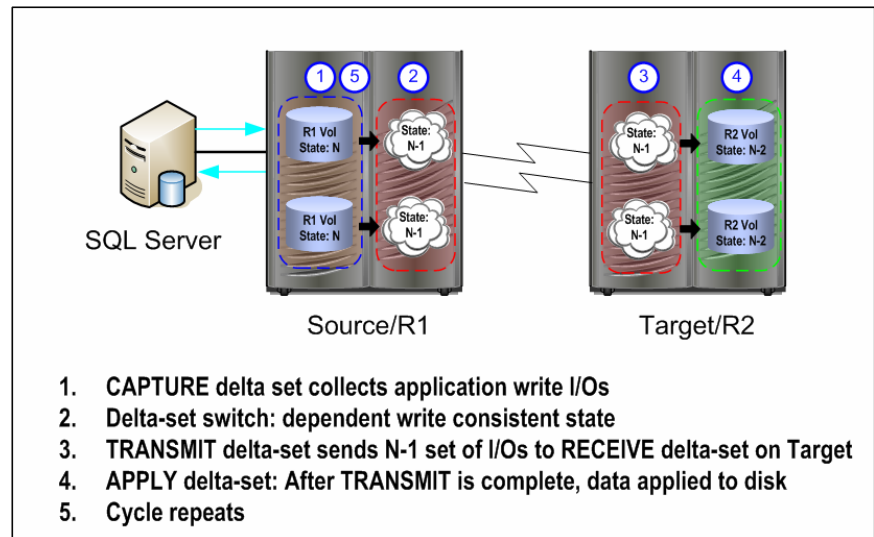 1 5 2 3 4
R1 Vol
State: N
State:
N-1
State:
N-1
R2 Vol
State: N-2
R1 Vol
State: N
State:
N-1
State:
N-1
R2 Vol
State: N-2
SQL Server
Source/R1
Target/R2
1. CAPTURE delta set collects application write I/Os
2. Delta-set switch: dependent write consistent state
3. TRANSMIT delta-set sends N-1 set of I/Os to RECEIVE delta-set on Target
4. APPLY delta-set: After TRANSMIT is complete, data applied to disk
5. Cycle repeats